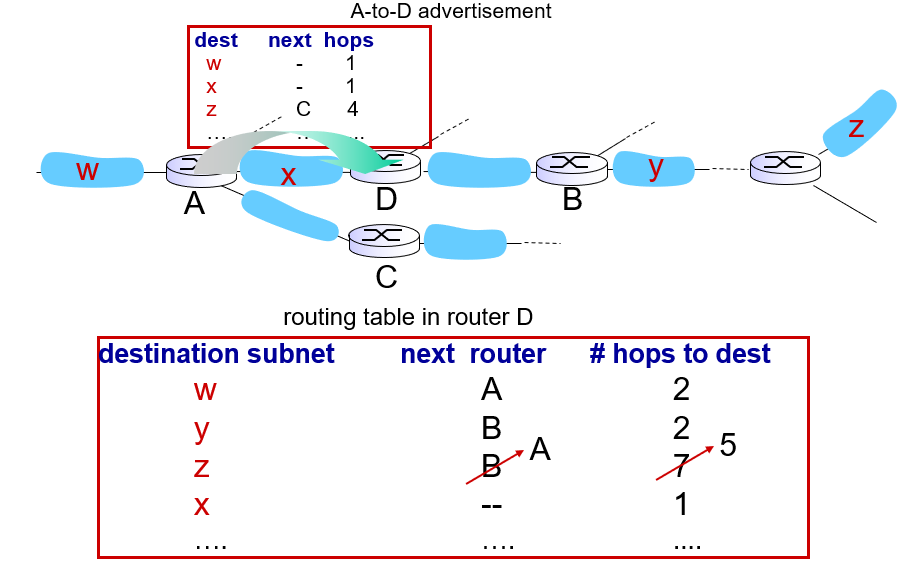 A-to-D advertisement
dest next hops
w - 1
x - 1
z C 4
…. … ...
w x y z
A D B
C
routing table in router D
destination subnet next router # hops to dest
w A 2
y B 2
z B A 7 5
x -- 1
…. …. ....